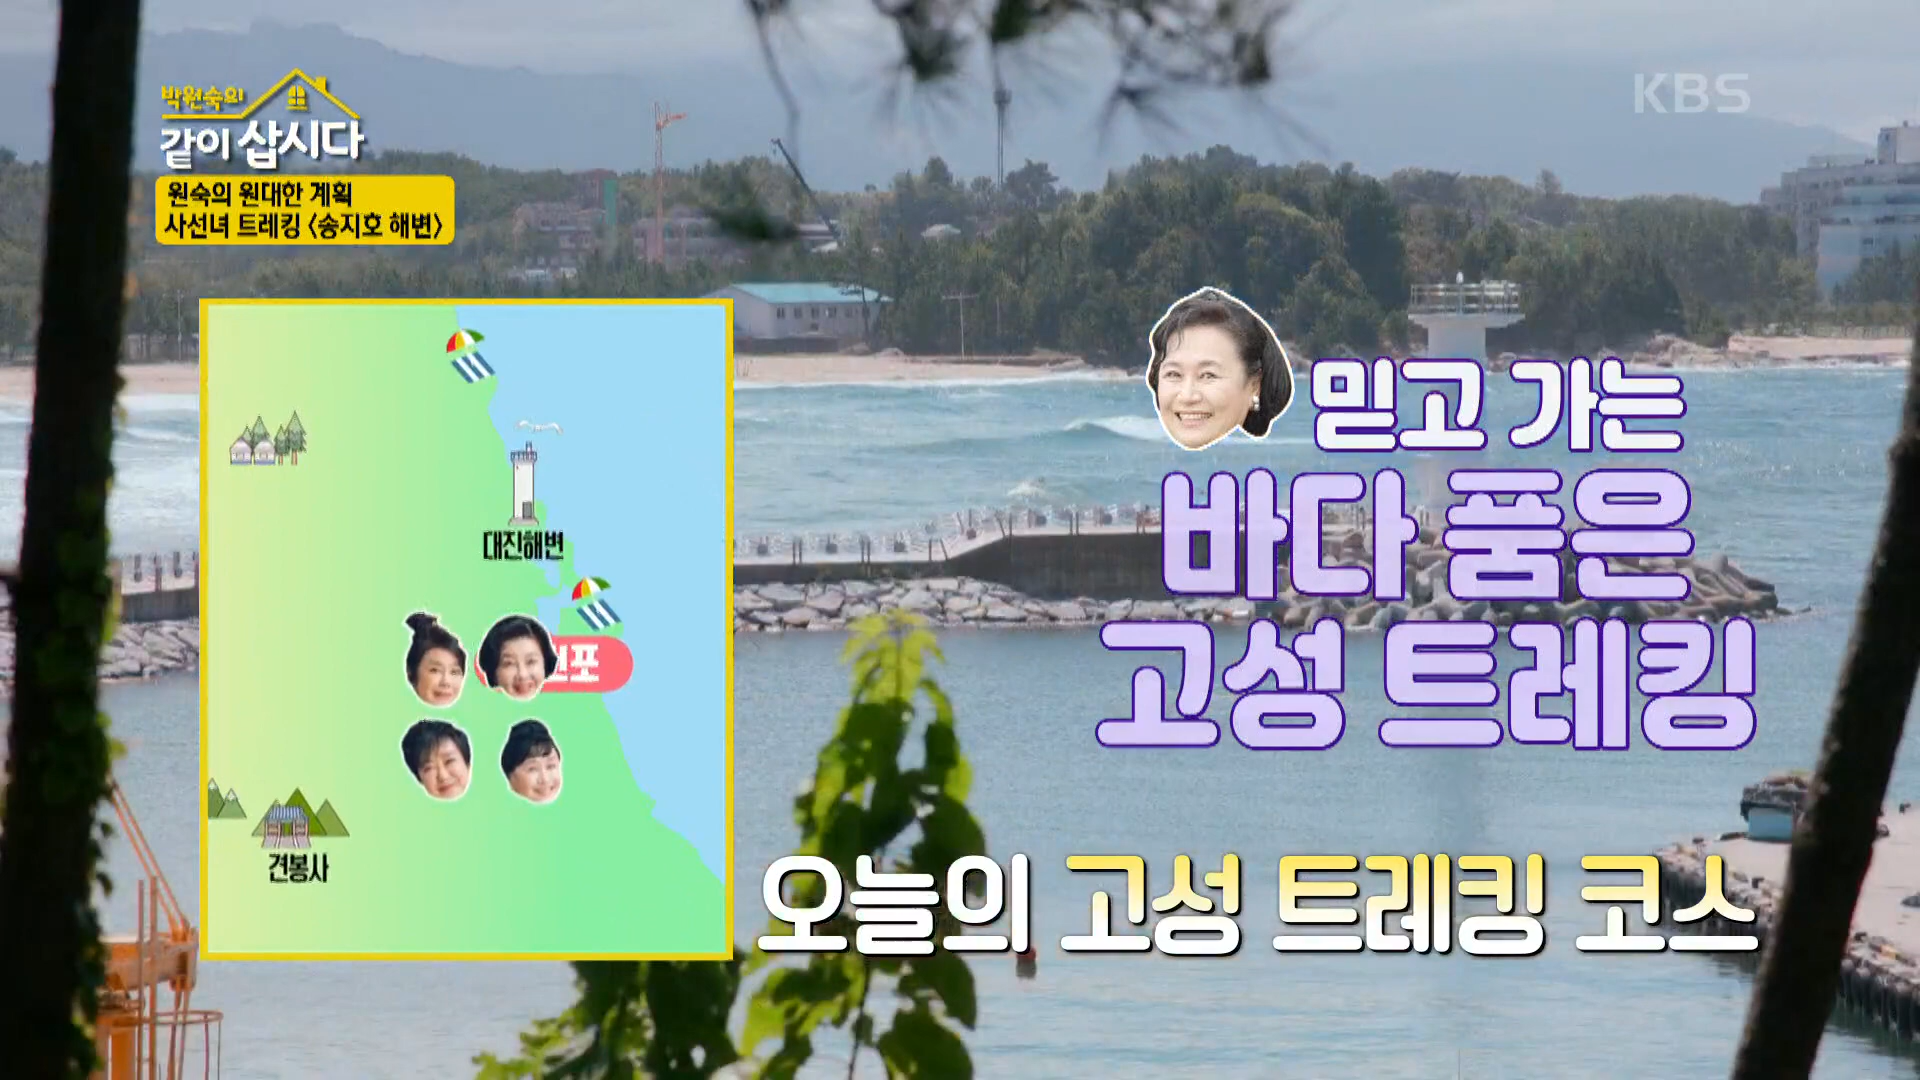 박원숙의
같이 삽시다
원숙의 원대한 계획
사선녀 트레킹 <송지호 해변>
KBS
대진해변
포
건봉사
믿고 가는
바다 품은
고성 트레킹
오늘의 고성 트레킹 코스